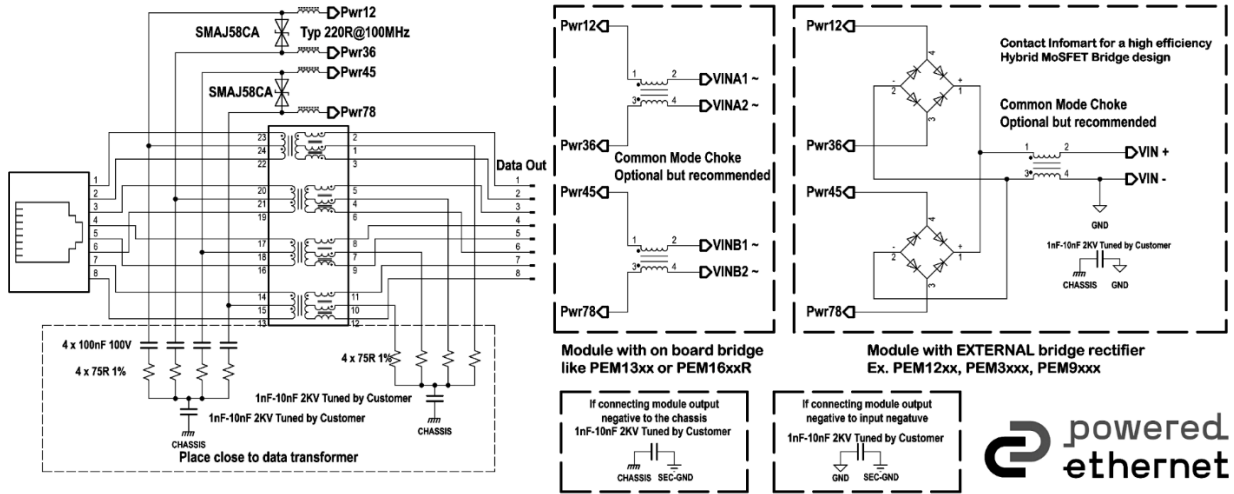 SMAJ58CA
Typ 220R@100MHz
Pwr12
Pwr36
SMAJ58CA
Pwr45
Pwr78
1
2
3
4
5
6
7
8
23
24
22
20
21
19
17
18
16
14
15
13
2
1
3
5
4
6
8
7
9
11
10
12
Data Out
1
2
3
4
5
6
7
8
4 x 100nF 100V
4 x 75R 1%
4 x 75R 1%
1nF-10nF 2KV Tuned by Customer
1nF-10nF 2KV Tuned by Customer
CHASSIS
CHASSIS
Place close to data transformer
Pwr12
1
2
VINA1 ~
3
4
VINA2 ~
Pwr36
Common Mode Choke
Optional but recommended
Pwr45
1
2
VINB1 ~
3
4
VINB2 ~
Pwr78
Module with on board bridge
like PEM13xx or PEM16xxR
Pwr12
4
-
2
+
1
3
Contact Infomart for a high efficiency
Hybrid MoSFET Bridge design
Common Mode Choke
Optional but recommended
Pwr36
1
2
VIN +
3
4
VIN -
GND
Pwr45
4
-
2
+
1
3
1nF-10nF 2KV Tuned by Customer
CHASSIS
GND
Pwr78
Module with EXTERNAL bridge rectifier
Ex. PEM12xx, PEM3xxx, PEM9xxx
If connecting module output
negative to the chassis
1nF-10nF 2KV Tuned by Customer
CHASSIS
SEC-GND
If connecting module output
negative to input negatuve
1nF-10nF 2KV Tuned by Customer
GND
SEC-GND
powered
ethernet